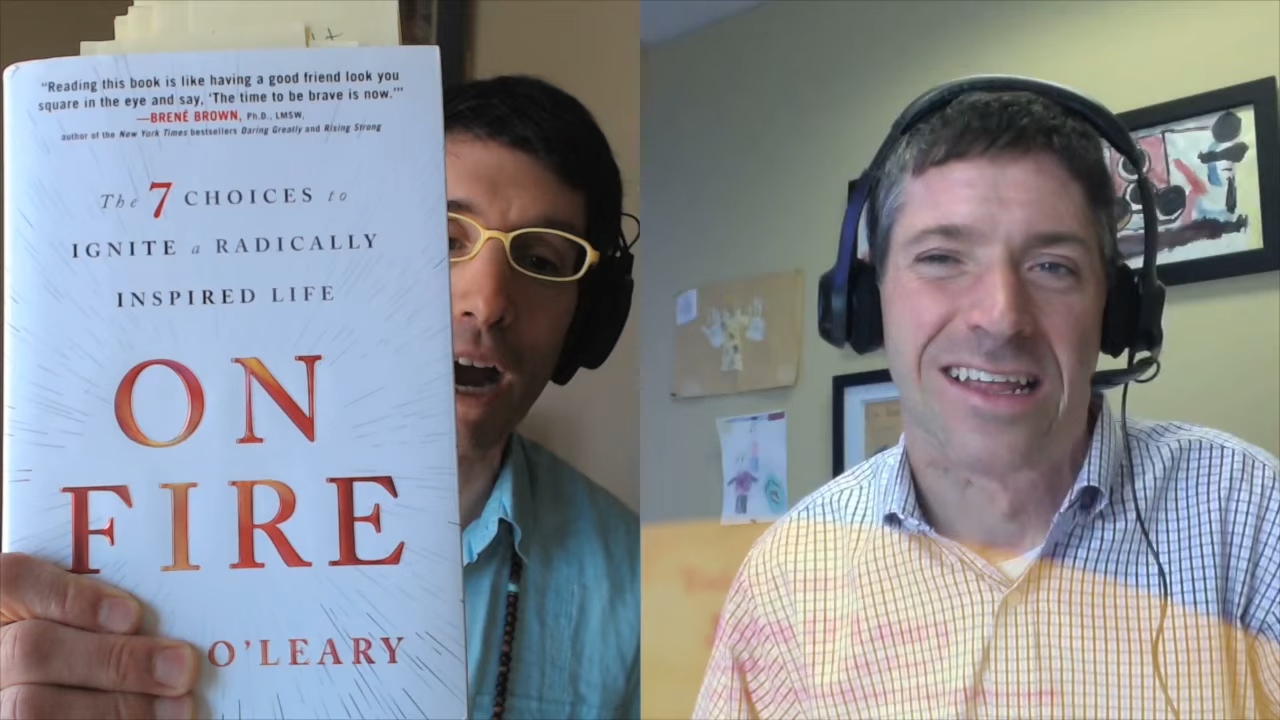 "Reading this book is like having a good friend look you
square in the eye and say, 'The time to be brave is now.'"
—BRENÉ BROWN, Ph.D., LMSW,
author of the New York Times bestsellers Daring Greatly and Rising Strong
The 7 CHOICES to
IGNITE a RADICALLY
INSPIRED LIFE
ON
FIRE
O'LEARY